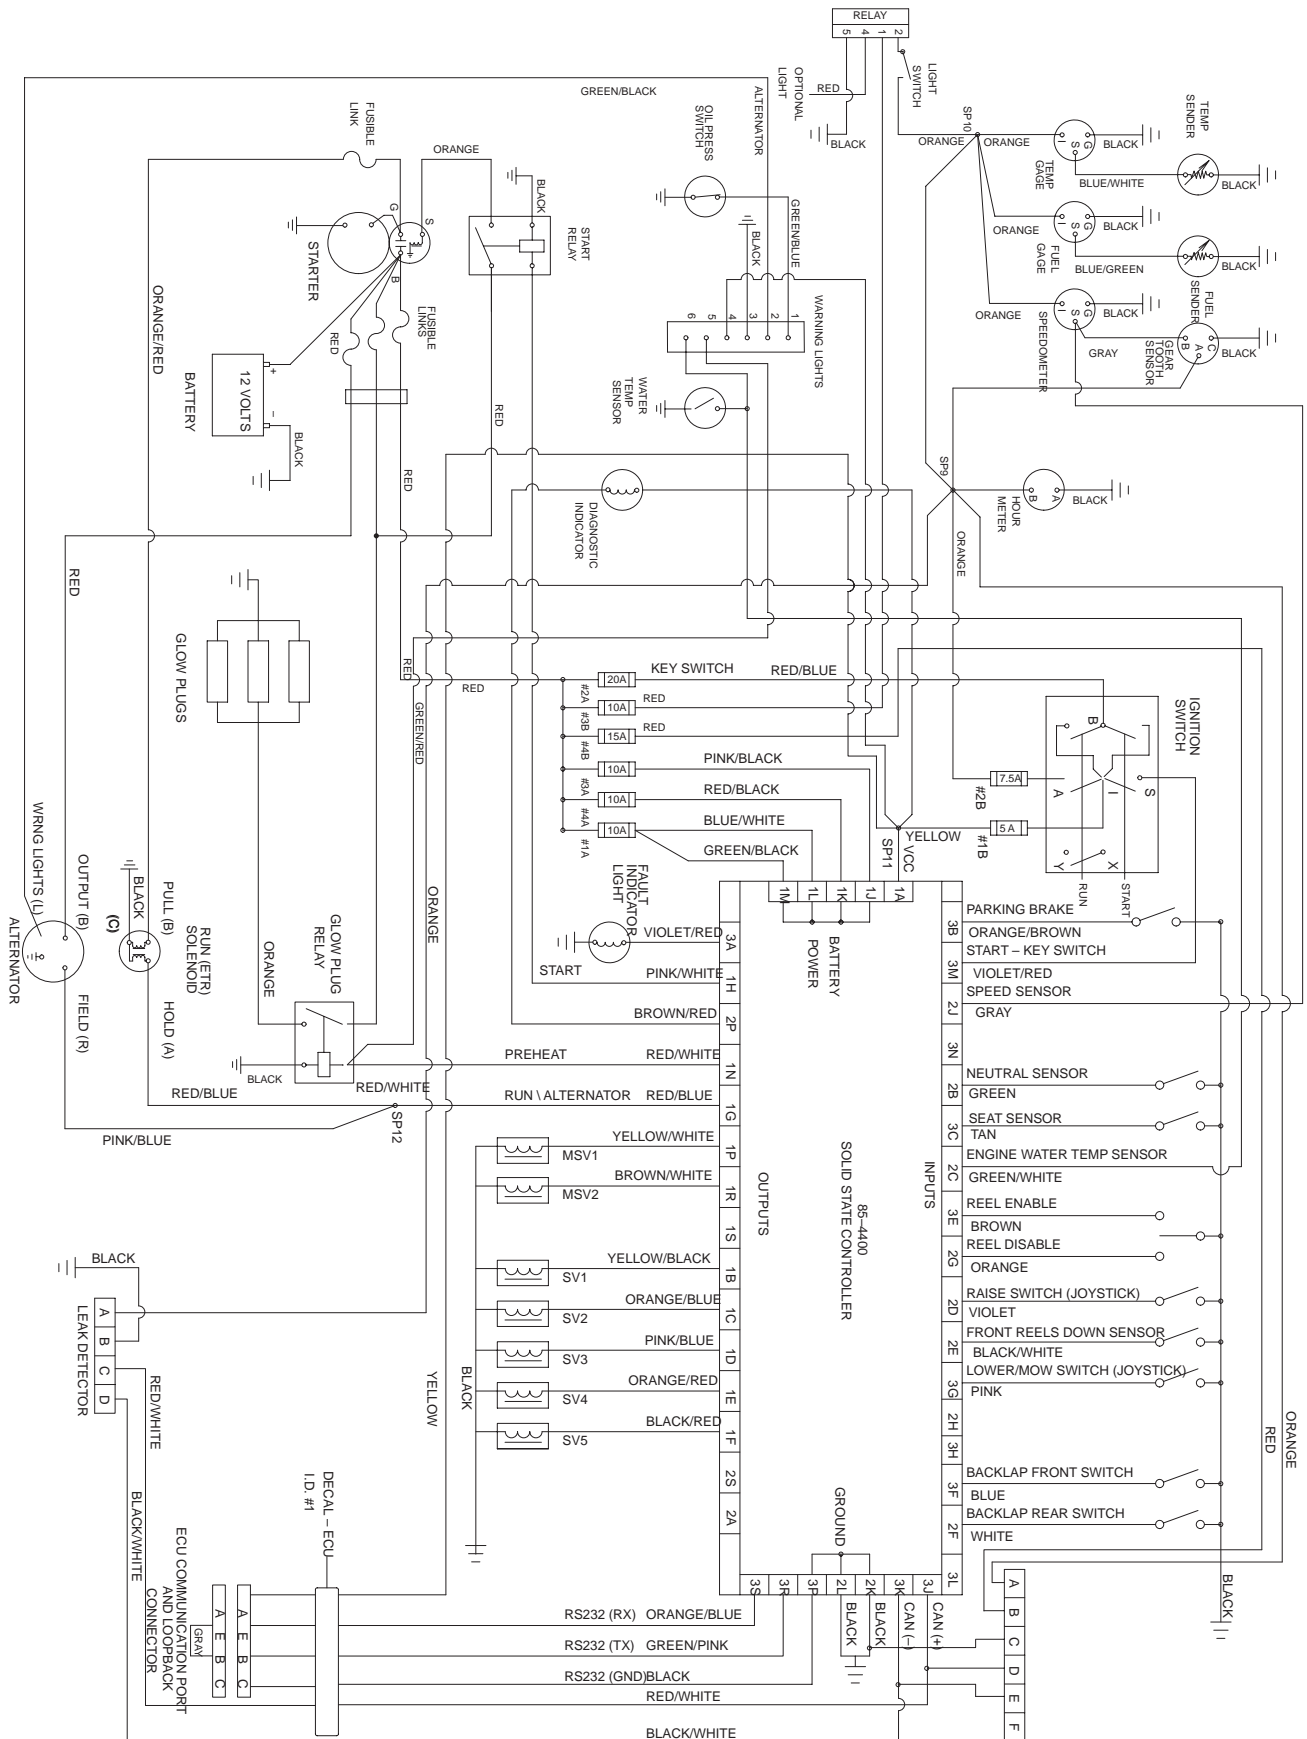 RELAY
5 4 1 2
LIGHT
SWITCH
RED
OPTIONAL
LIGHT
BLACK
GREEN/BLACK
ALTERNATOR
OIL PRESS
SWITCH
FUSIBLE
LINK
ORANGE
BLACK
START
RELAY
G
S
B
STARTER
FUSIBLE
LINKS
RED
ORANGE/RED
12 VOLTS
+
–
BATTERY
BLACK
RED
RED
GREEN/BLUE
BLACK
WARNING LIGHTS
6 5 4 3 2 1
WATER
TEMP
SENSOR
DIAGNOSTIC
INDICATOR
SP10
ORANGE
ORANGE
TEMP
SENDER
I S G
BLACK
TEMP
GAGE
BLUE/WHITE
BLACK
ORANGE
I S G
BLACK
FUEL
GAGE
BLUE/GREEN
BLACK
FUEL
SENDER
ORANGE
I S G
BLACK
SPEEDOMETER
GRAY
GEAR
TOOTH
SENSOR
B A C
BLACK
SP9
HOUR
METER
B A
BLACK
ORANGE
RED
GLOW PLUGS
RED
RED
GREEN/RED
KEY SWITCH
RED/BLUE
20A
#2A
RED
10A
#3B
RED
15A
#4B
PINK/BLACK
10A
#3A
RED/BLACK
10A
#4A
BLUE/WHITE
10A
#1A
GREEN/BLACK
IGNITION
SWITCH
B
A I S
Y X
RUN
START
7.5A
#2B
5 A
#1B
YELLOW
VCC
SP11
FAULT
INDICATOR
LIGHT
1M 1L 1K 1J 1A
BATTERY
POWER
WRNG LIGHTS (L)
OUTPUT (B)
ALTERNATOR
FIELD (R)
BLACK
PULL (B)
(C)
RUN (ETR)
SOLENOID
HOLD (A)
ORANGE
GLOW PLUG
RELAY
BLACK
ORANGE
RED/WHITE
RED/BLUE
PINK/BLUE
SP12
VIOLET/RED
3A
START
PINK/WHITE
1H
BROWN/RED
2P
PREHEAT
RED/WHITE
1N
RUN \ ALTERNATOR
RED/BLUE
1G
YELLOW/WHITE
1P
MSV1
BROWN/WHITE
1R
MSV2
1S
YELLOW/BLACK
1B
SV1
ORANGE/BLUE
1C
SV2
PINK/BLUE
1D
SV3
ORANGE/RED
1E
SV4
BLACK/RED
1F
SV5
2S
2A
BLACK
OUTPUTS
85–4400
SOLID STATE CONTROLLER
INPUTS
3B
PARKING BRAKE
ORANGE/BROWN
3M
START – KEY SWITCH
VIOLET/RED
2J
SPEED SENSOR
GRAY
3N
2B
NEUTRAL SENSOR
GREEN
3C
SEAT SENSOR
TAN
2C
ENGINE WATER TEMP SENSOR
GREEN/WHITE
3E
REEL ENABLE
BROWN
2G
REEL DISABLE
ORANGE
2D
RAISE SWITCH (JOYSTICK)
VIOLET
2E
FRONT REELS DOWN SENSOR
BLACK/WHITE
3G
LOWER/MOW SWITCH (JOYSTICK)
PINK
2H
3H
3F
BACKLAP FRONT SWITCH
BLUE
2F
BACKLAP REAR SWITCH
WHITE
3L
ORANGE
RED
BLACK
GROUND
3S 3R 3P 2L 2K 3K 3J
BLACK
BLACK
CAN (–)
CAN (+)
A
B
C
D
E
F
BLACK
A
B
C
D
LEAK DETECTOR
RED/WHITE
BLACK/WHITE
YELLOW
DECAL – ECU
I.D. #1
ECU COMMUNICATION PORT
AND LOOPBACK
CONNECTOR
A E B C
A E B C
GRAY
RS232 (RX) ORANGE/BLUE
RS232 (TX) GREEN/PINK
RS232 (GND)BLACK
RED/WHITE
BLACK/WHITE